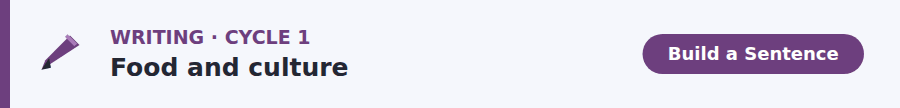 WRITING · CYCLE 1
Food and culture
Build a Sentence